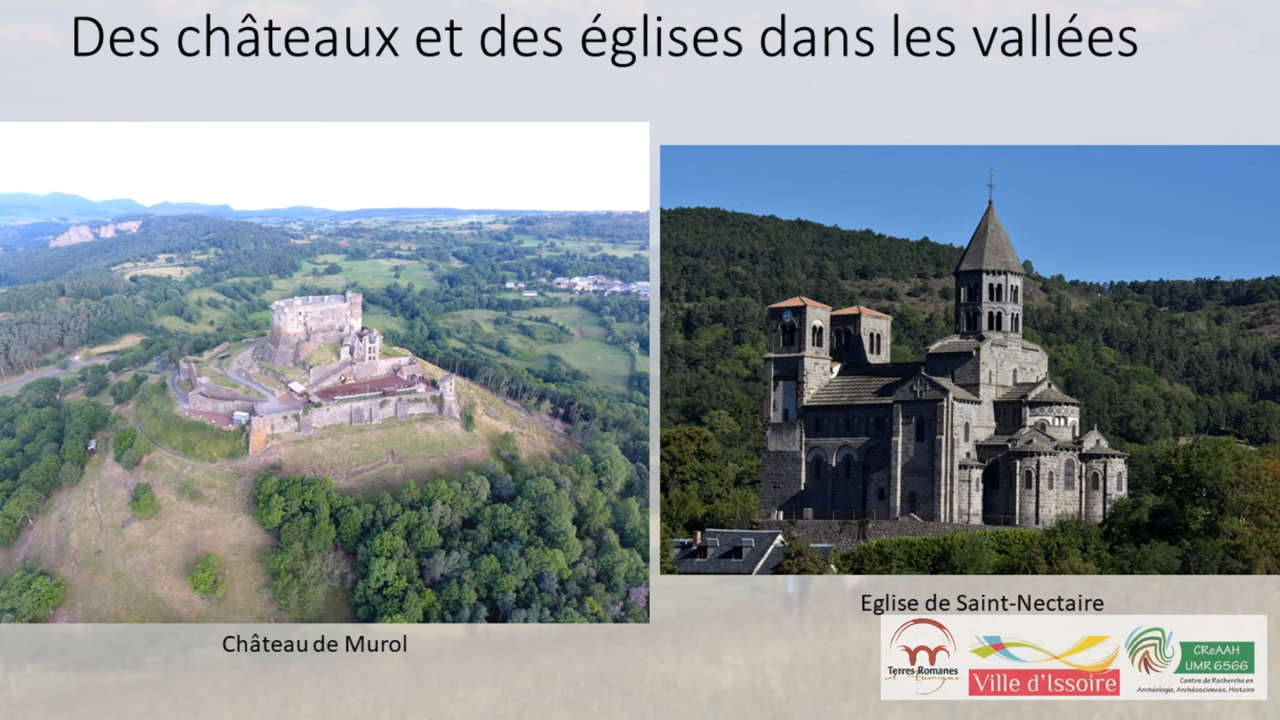 Des châteaux et des églises dans les vallées
Eglise de Saint-Nectaire
Château de Murol
Terres Romanes
d'Auvergne
Ville d'Issoire
CReAAH
UMR 6566
Centre de Recherche en
Archéologie, Archéosciences, Histoire